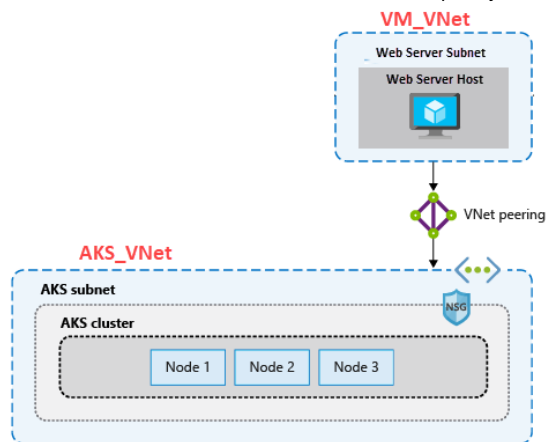 VM_VNet
Web Server Subnet
Web Server Host
VNet peering
AKS_VNet
AKS subnet
NSG
AKS cluster
Node 1 Node 2 Node 3